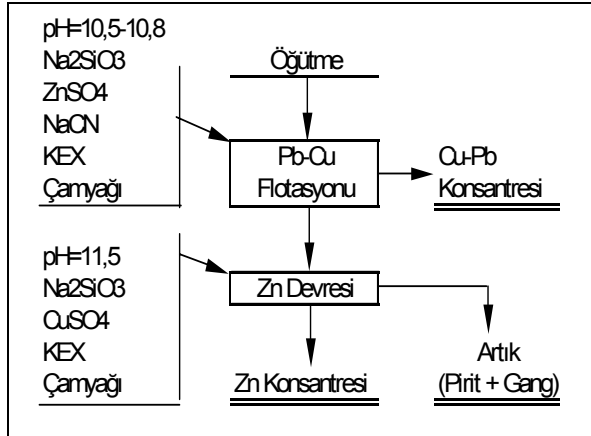 pH=10,5-10,8
Na2SiO3
ZnSO4
NaCN
KEX
Çamyağı
Öğütme
Pb-Cu
Flotasyonu
Cu-Pb
Konsantresi
pH=11,5
Na2SiO3
CuSO4
KEX
Çamyağı
Zn Devresi
Zn Konsantresi
Artık
(Pirit + Gang)